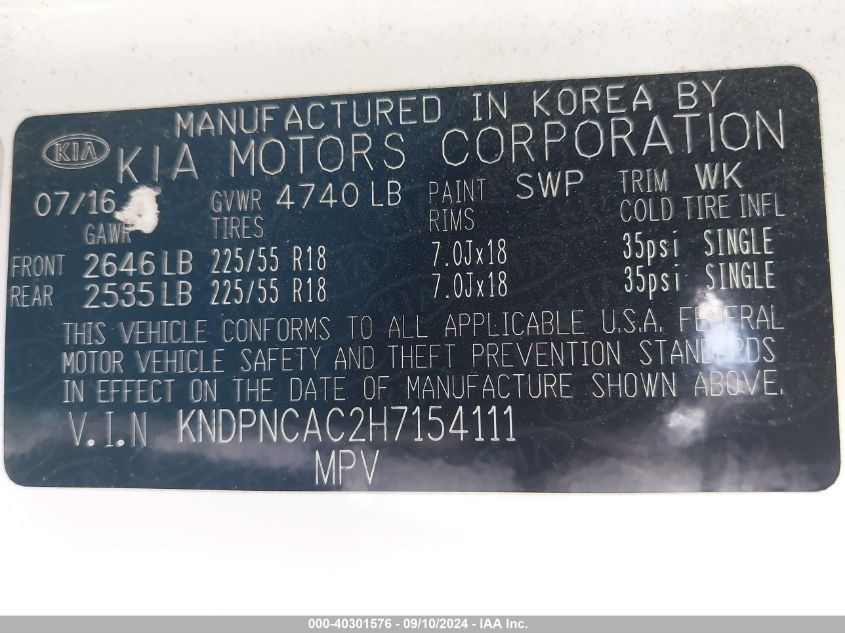 MANUFACTURED IN KOREA BY
KIA KIA MOTORS CORPORATION
07/16 GVWR 4740 LB PAINT SWP TRIM WK
GAWR TIRES RIMS COLD TIRE INFL
FRONT 2646 LB 225/55 R18 7.0Jx18 35psi SINGLE
REAR 2535 LB 225/55 R18 7.0Jx18 35psi SINGLE
THIS VEHICLE CONFORMS TO ALL APPLICABLE U.S.A. FEDERAL
MOTOR VEHICLE SAFETY AND THEFT PREVENTION STANDARDS
IN EFFECT ON THE DATE OF MANUFACTURE SHOWN ABOVE.
V.I.N KNDPNCAC2H7154111
MPV
000-40301576 - 09/10/2024 - IAA Inc.